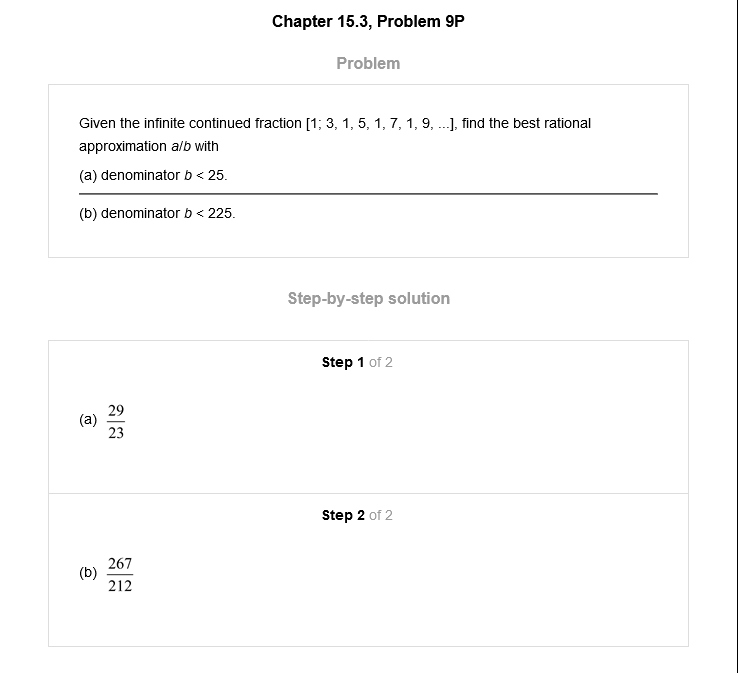 Chapter 15.3, Problem 9P
Problem
Given the infinite continued fraction [1; 3, 1, 5, 1, 7, 1, 9, ...], find the best rational
approximation a/b with
(a) denominator b < 25.
(b) denominator b < 225.
Step-by-step solution
Step 1 of 2
(a) 29/23
Step 2 of 2
(b) 267/212